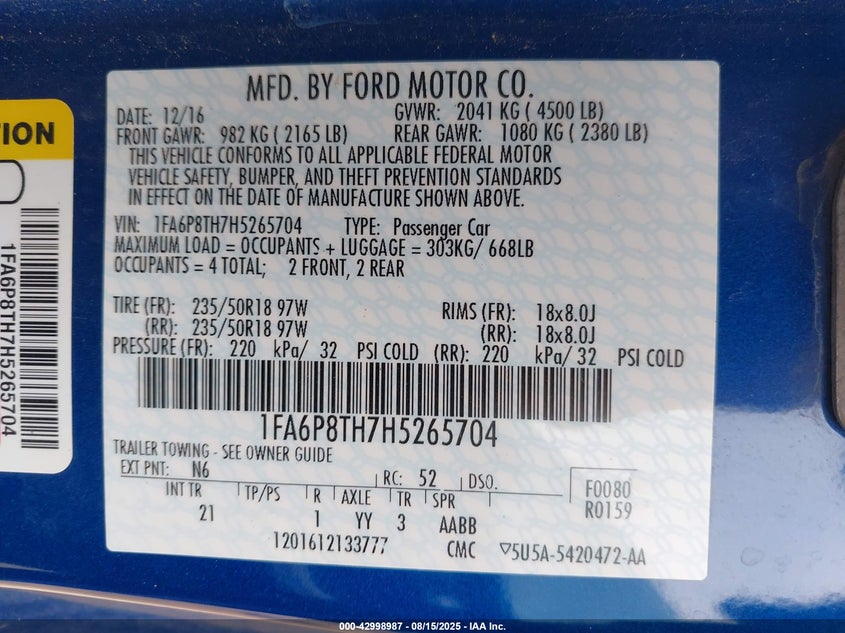 MFD. BY FORD MOTOR CO.
DATE: 12/16 GVWR: 2041 KG ( 4500 LB)
FRONT GAWR: 982 KG ( 2165 LB) REAR GAWR: 1080 KG ( 2380 LB)
THIS VEHICLE CONFORMS TO ALL APPLICABLE FEDERAL MOTOR
VEHICLE SAFETY, BUMPER, AND THEFT PREVENTION STANDARDS
IN EFFECT ON THE DATE OF MANUFACTURE SHOWN ABOVE.
VIN: 1FA6P8TH7H5265704 TYPE: Passenger Car
MAXIMUM LOAD = OCCUPANTS + LUGGAGE = 303KG/ 668LB
OCCUPANTS = 4 TOTAL; 2 FRONT, 2 REAR
TIRE (FR): 235/50R18 97W RIMS (FR): 18x8.0J
(RR): 235/50R18 97W (RR): 18x8.0J
PRESSURE (FR): 220 kPa/ 32 PSI COLD (RR): 220 kPa/ 32 PSI COLD
1FA6P8TH7H5265704
TRAILER TOWING - SEE OWNER GUIDE
EXT PNT: N6 RC: 52 DSO.
INT TR TP/PS R AXLE TR SPR
21 1 YY 3 AABB
F0080
R0159
1201612133777 CMC ▽5U5A-5420472-AA
TION
1FA6P8TH7H5265704
000-42998987 - 08/15/2025 - IAA Inc.